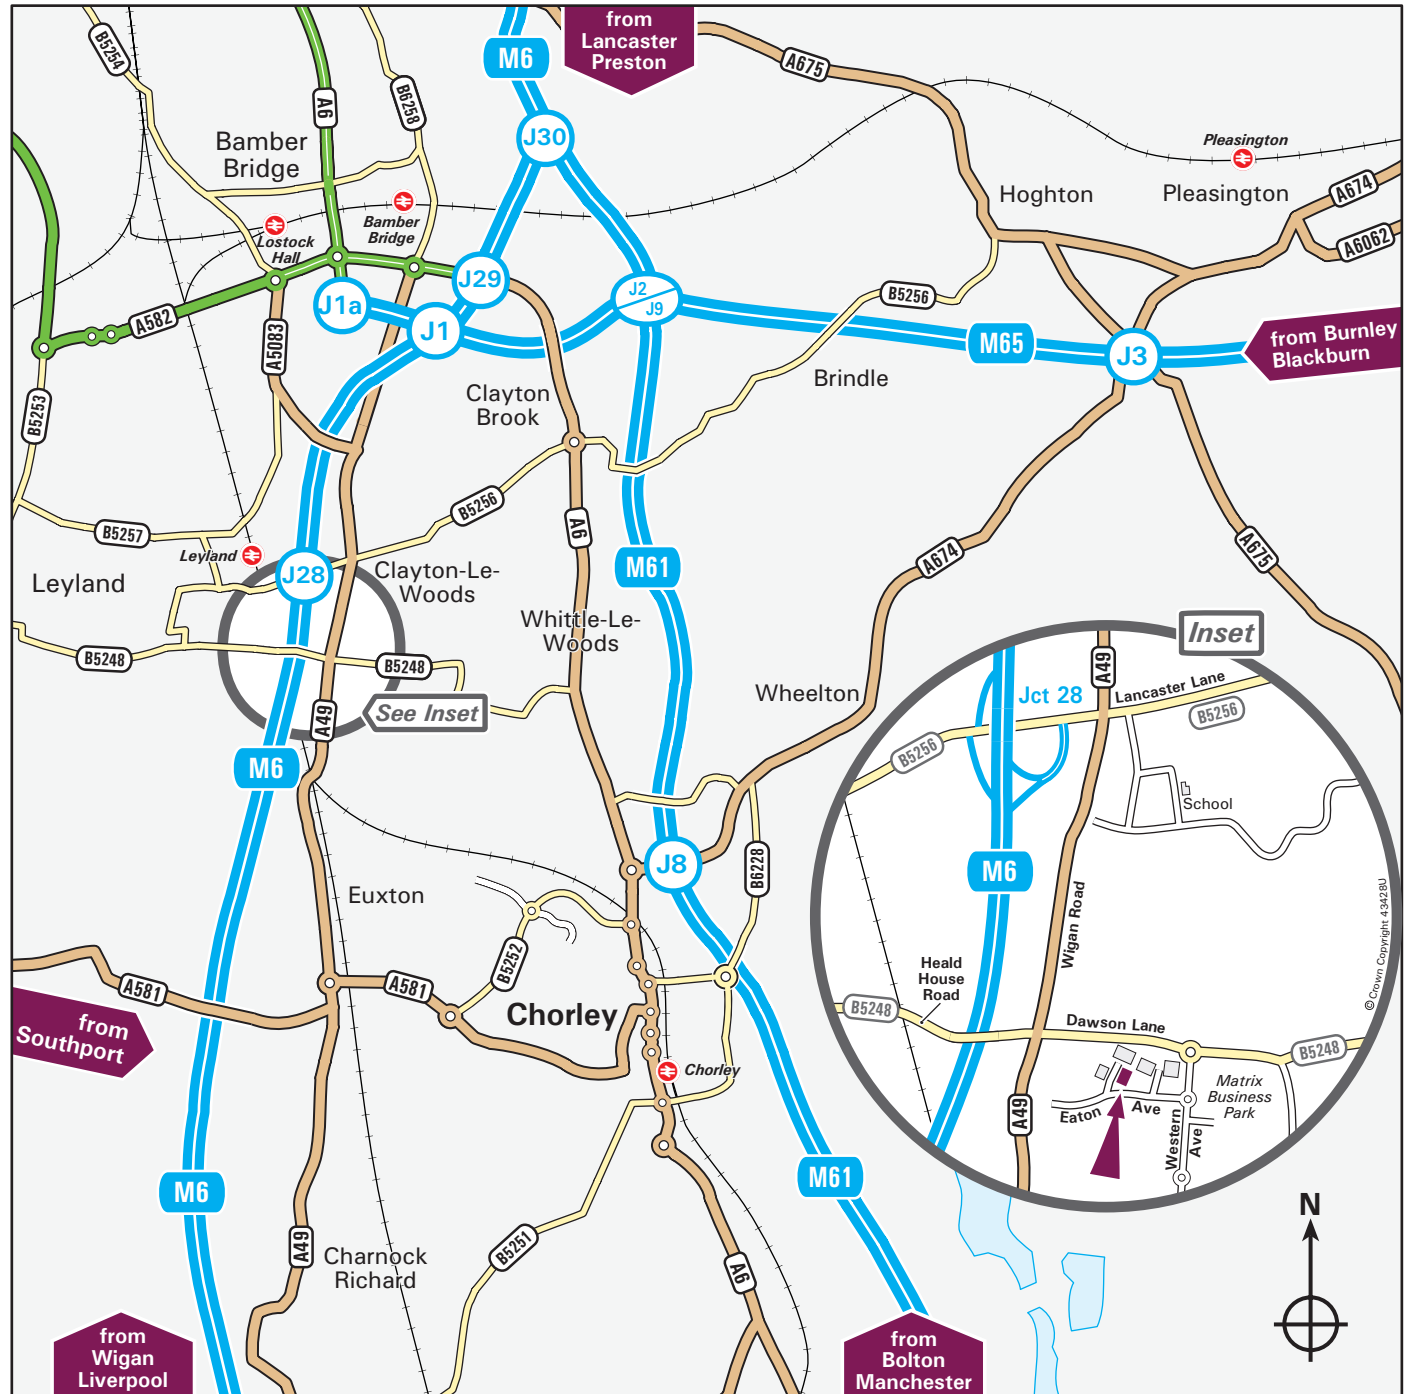 from
Lancaster
Preston
M6
B5254
A6
B6258
A675
J30
Bamber
Bridge
Pleasington
Hoghton
Pleasington
A674
A6062
Bamber
Bridge
Lostock
Hall
J29
J1a
J1
J2
J9
B5256
A582
A5083
M65
J3
from Burnley
Blackburn
Brindle
Clayton
Brook
B5253
B5256
B5257
A6
Leyland
Leyland
J28
Clayton-Le-
Woods
M61
A674
A675
Whittle-Le-
Woods
B5248
B5248
See Inset
A49
Wheelton
M6
J8
B6228
Euxton
B5252
A581
A581
Chorley
from
Southport
Chorley
M6
M61
A49
Charnock
Richard
B5251
A6
from
Wigan
Liverpool
from
Bolton
Manchester
Inset
A49
Jct 28
Lancaster Lane
B5256
B5256
School
M6
Wigan Road
Heald
House
Road
B5248
Dawson Lane
B5248
Matrix
Business
Park
Eaton Ave
Western
Ave
A49
© Crown Copyright 43428U
N